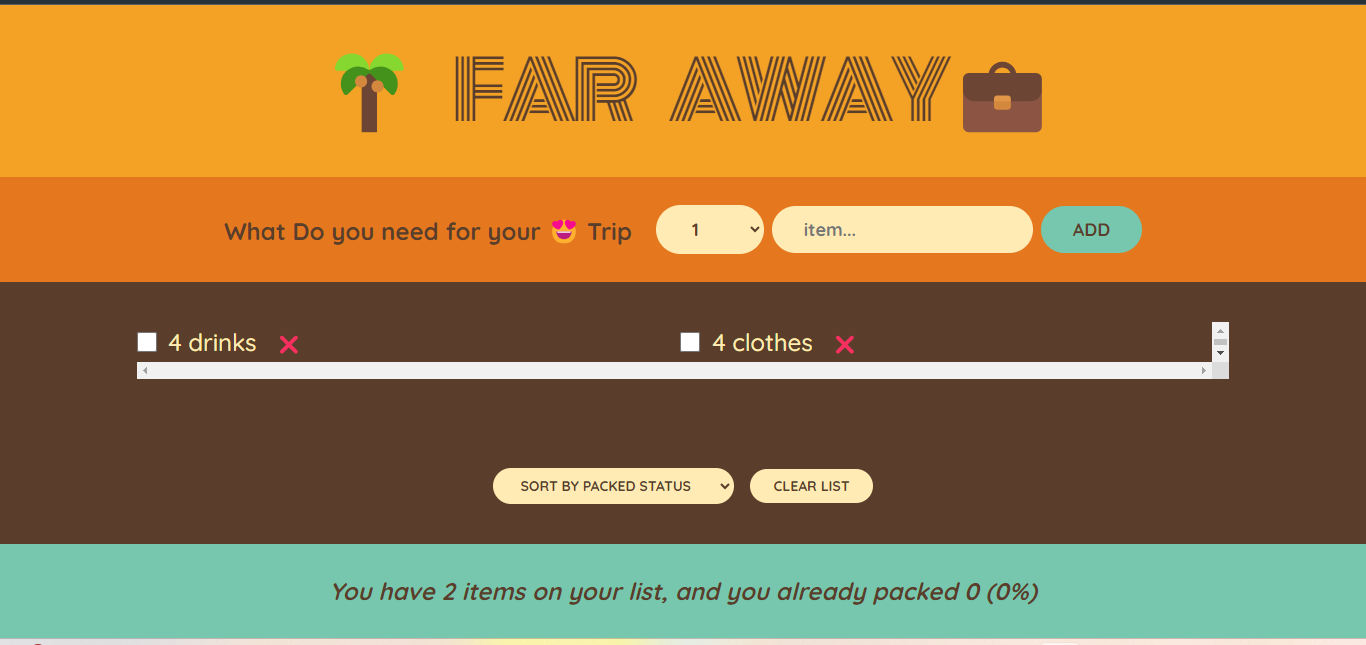 FAR AWAY
What Do you need for your 😍 Trip 1 item... ADD
4 drinks ❌ 4 clothes ❌
SORT BY PACKED STATUS CLEAR LIST
You have 2 items on your list, and you already packed 0 (0%)